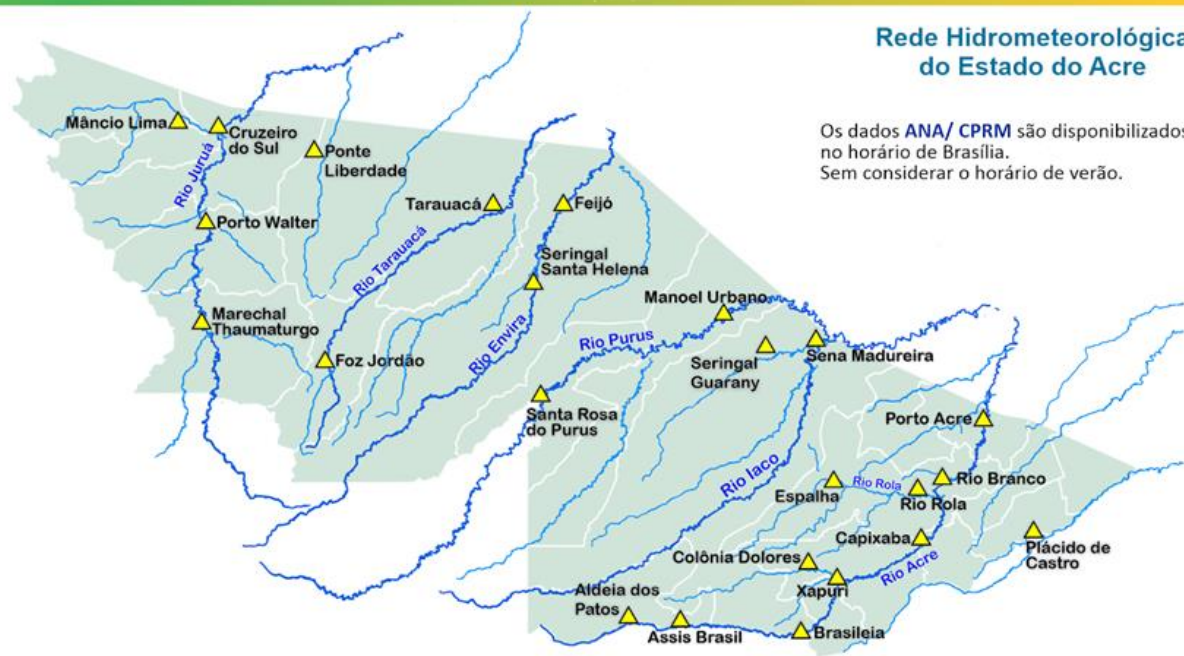 Rede Hidrometeorológica
do Estado do Acre
Os dados ANA/ CPRM são disponibilizados
no horário de Brasília.
Sem considerar o horário de verão.
Mâncio Lima
Cruzeiro
do Sul
Ponte
Liberdade
Rio Juruá
Porto Walter
Tarauacá
Feijó
Rio Tarauacá
Seringal
Santa Helena
Marechal
Thaumaturgo
Foz Jordão
Rio Envira
Manoel Urbano
Rio Purus
Seringal
Guarany
Sena Madureira
Santa Rosa
do Purus
Porto Acre
Rio Iaco
Espalha
Rio Rola
Rio Rola
Rio Branco
Capixaba
Plácido de
Castro
Colônia Dolores
Rio Acre
Xapuri
Aldeia dos
Patos
Assis Brasil
Brasileia